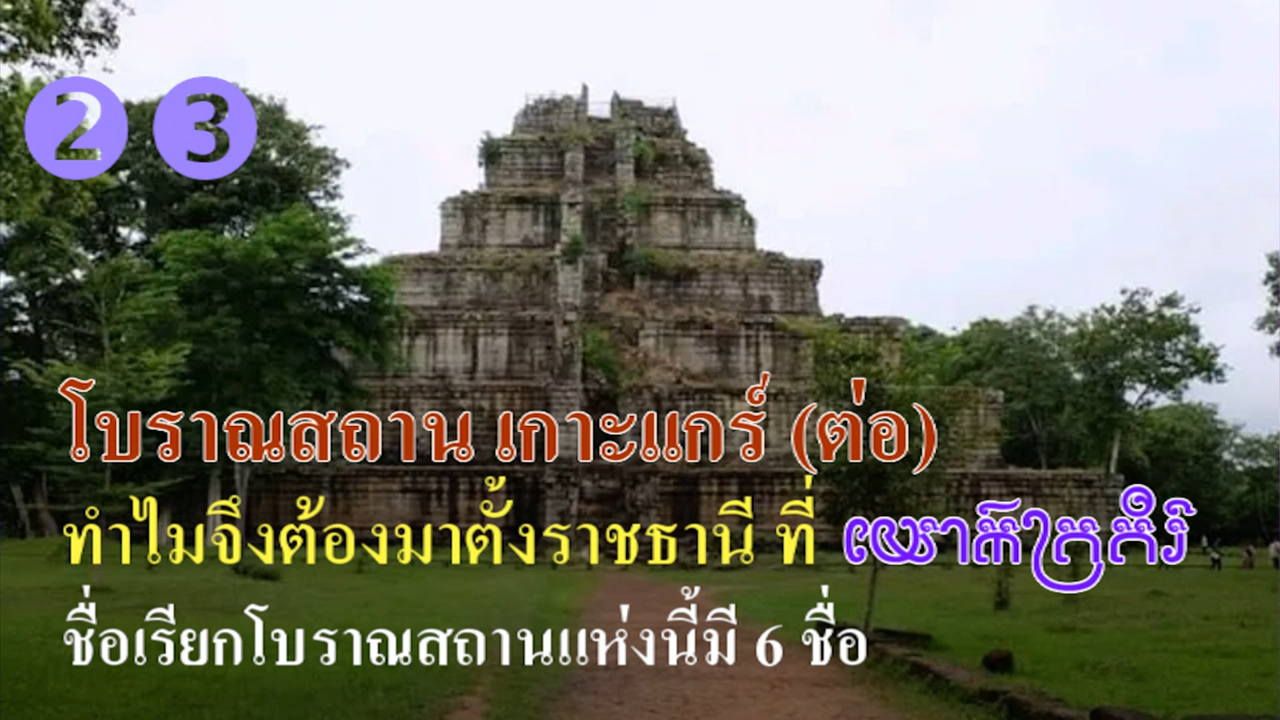 ❷ ❸
โบราณสถาน เกาะแกร์ (ต่อ)
ทำไมจึงต้องมาตั้งราชธานี ที่
ชื่อเรียกโบราณสถานแห่งนี้มี 6 ชื่อ